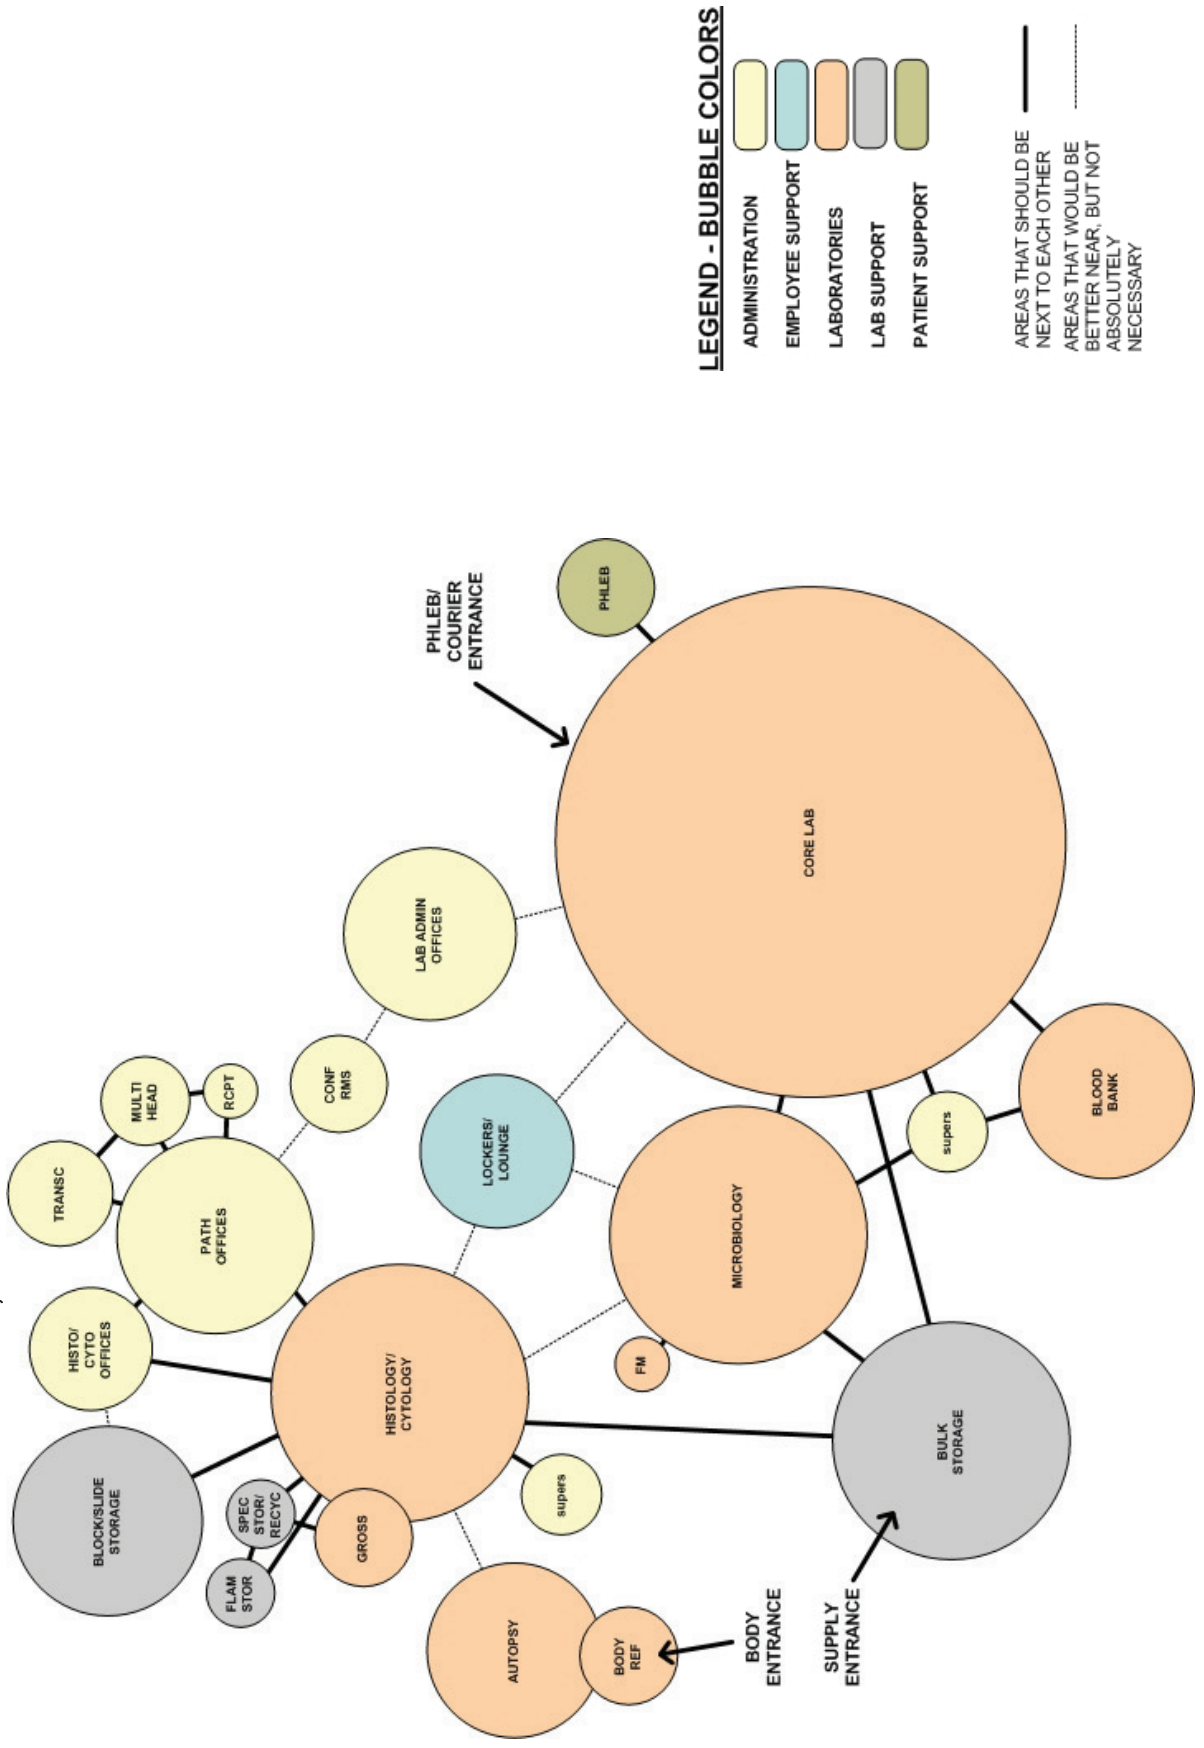 LEGEND - BUBBLE COLORS
ADMINISTRATION
EMPLOYEE SUPPORT
LABORATORIES
LAB SUPPORT
PATIENT SUPPORT
AREAS THAT SHOULD BE
NEXT TO EACH OTHER
AREAS THAT WOULD BE
BETTER NEAR, BUT NOT
ABSOLUTELY
NECESSARY
TRANSC
MULTI
HEAD
RCPT
HISTO/
CYTO
OFFICES
PATH
OFFICES
CONF
RMS
LAB ADMIN
OFFICES
PHLEB/
COURIER
ENTRANCE
PHLEB
BLOCK/SLIDE
STORAGE
SPEC
STOR/
RECYC
FLAM
STOR
GROSS
HISTOLOGY/
CYTOLOGY
LOCKERS/
LOUNGE
CORE LAB
AUTOPSY
BODY
REF
supers
FM
MICROBIOLOGY
BODY
ENTRANCE
SUPPLY
ENTRANCE
BULK
STORAGE
supers
BLOOD
BANK